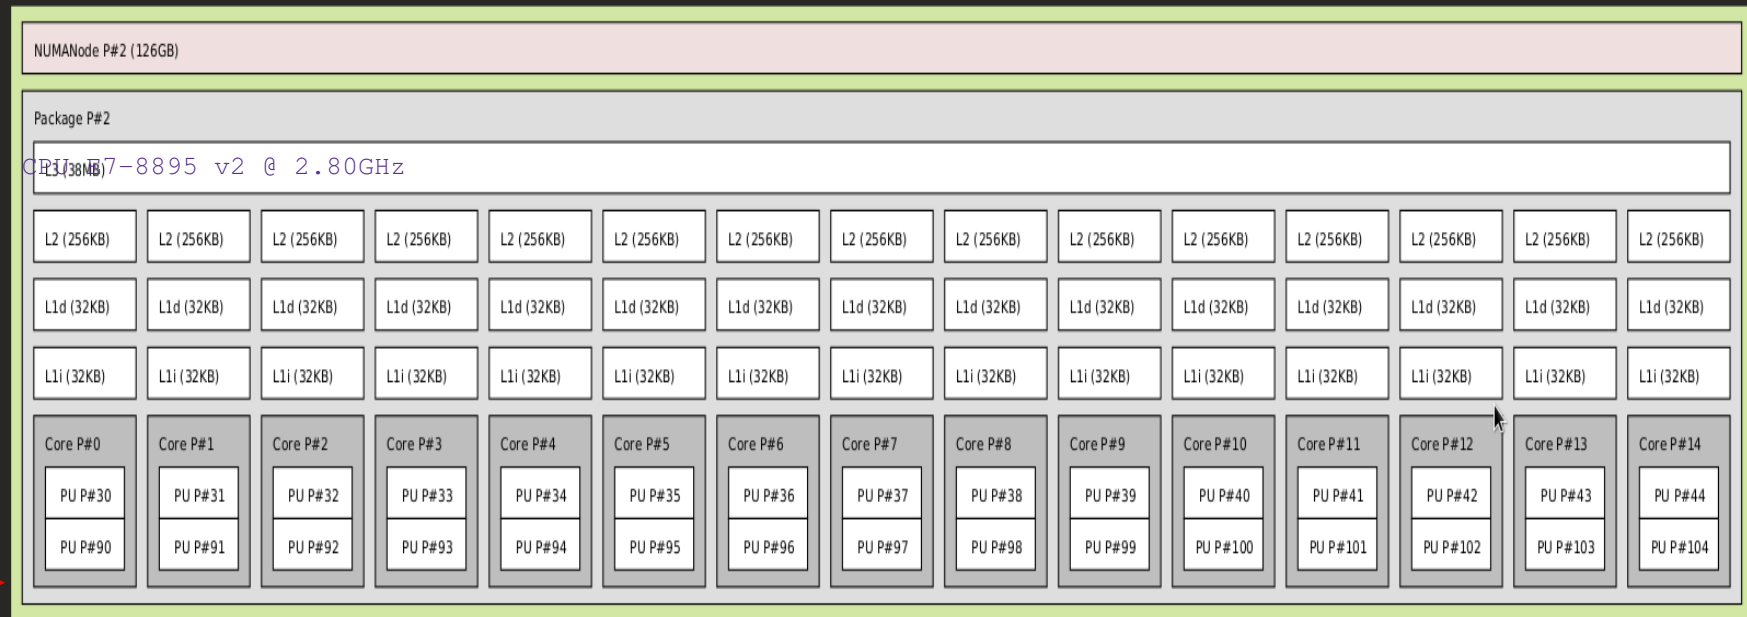 NUMANode P#2 (126GB)
Package P#2
CPU E7-8895 v2 @ 2.80GHz
L3 (38MB)
L2 (256KB) L2 (256KB) L2 (256KB) L2 (256KB) L2 (256KB) L2 (256KB) L2 (256KB) L2 (256KB) L2 (256KB) L2 (256KB) L2 (256KB) L2 (256KB) L2 (256KB) L2 (256KB) L2 (256KB)
L1d (32KB) L1d (32KB) L1d (32KB) L1d (32KB) L1d (32KB) L1d (32KB) L1d (32KB) L1d (32KB) L1d (32KB) L1d (32KB) L1d (32KB) L1d (32KB) L1d (32KB) L1d (32KB) L1d (32KB)
L1i (32KB) L1i (32KB) L1i (32KB) L1i (32KB) L1i (32KB) L1i (32KB) L1i (32KB) L1i (32KB) L1i (32KB) L1i (32KB) L1i (32KB) L1i (32KB) L1i (32KB) L1i (32KB) L1i (32KB)
Core P#0 Core P#1 Core P#2 Core P#3 Core P#4 Core P#5 Core P#6 Core P#7 Core P#8 Core P#9 Core P#10 Core P#11 Core P#12 Core P#13 Core P#14
PU P#30 PU P#31 PU P#32 PU P#33 PU P#34 PU P#35 PU P#36 PU P#37 PU P#38 PU P#39 PU P#40 PU P#41 PU P#42 PU P#43 PU P#44
PU P#90 PU P#91 PU P#92 PU P#93 PU P#94 PU P#95 PU P#96 PU P#97 PU P#98 PU P#99 PU P#100 PU P#101 PU P#102 PU P#103 PU P#104